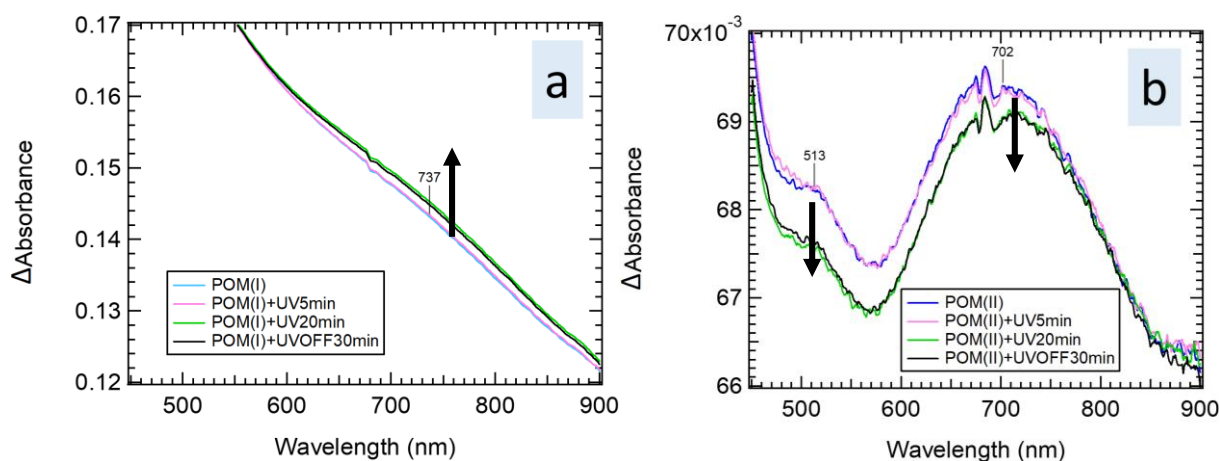 a
ΔAbsorbance
0.17
0.16
0.15
0.14
0.13
0.12
737
POM(I)
POM(I)+UV5min
POM(I)+UV20min
POM(I)+UVOFF30min
500 600 700 800 900
Wavelength (nm)
b
ΔAbsorbance
70x10⁻³
69
68
67
66
702
513
POM(II)
POM(II)+UV5min
POM(II)+UV20min
POM(II)+UVOFF30min
500 600 700 800 900
Wavelength (nm)